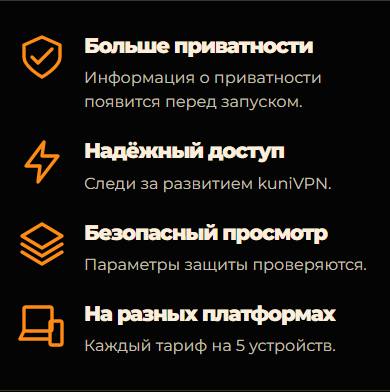 Больше приватности
Информация о приватности
появится перед запуском.
Надёжный доступ
Следи за развитием kuniVPN.
Безопасный просмотр
Параметры защиты проверяются.
На разных платформах
Каждый тариф на 5 устройств.